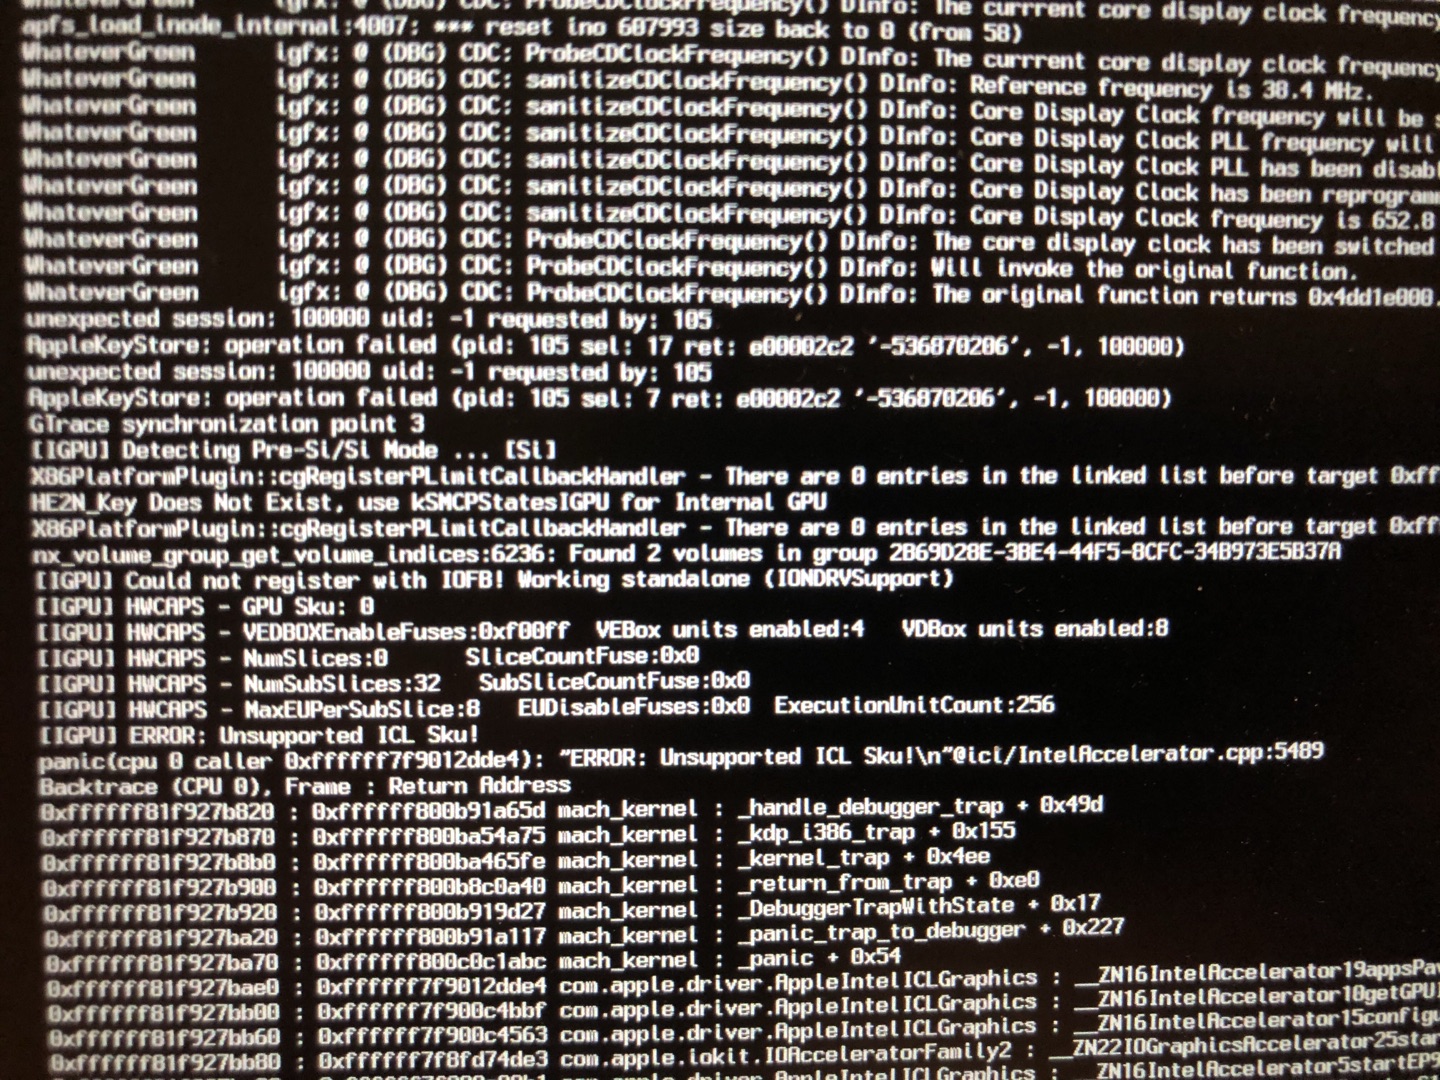 WhateverGreen igfx: @ (DBG) CDC: ProbeCDClockFrequency() DInfo: The currrent core display clock frequency
apfs_load_inode_internal:4007: *** reset ino 607993 size back to 0 (from 58)
WhateverGreen igfx: @ (DBG) CDC: ProbeCDClockFrequency() DInfo: The currrent core display clock frequency
WhateverGreen igfx: @ (DBG) CDC: sanitizeCDClockFrequency() DInfo: Reference frequency is 38.4 MHz.
WhateverGreen igfx: @ (DBG) CDC: sanitizeCDClockFrequency() DInfo: Core Display Clock frequency will be
WhateverGreen igfx: @ (DBG) CDC: sanitizeCDClockFrequency() DInfo: Core Display Clock PLL frequency will
WhateverGreen igfx: @ (DBG) CDC: sanitizeCDClockFrequency() DInfo: Core Display Clock PLL has been disabl
WhateverGreen igfx: @ (DBG) CDC: sanitizeCDClockFrequency() DInfo: Core Display Clock has been reprogram
WhateverGreen igfx: @ (DBG) CDC: sanitizeCDClockFrequency() DInfo: Core Display Clock frequency is 652.8
WhateverGreen igfx: @ (DBG) CDC: ProbeCDClockFrequency() DInfo: The core display clock has been switched
WhateverGreen igfx: @ (DBG) CDC: ProbeCDClockFrequency() DInfo: Will invoke the original function.
WhateverGreen igfx: @ (DBG) CDC: ProbeCDClockFrequency() DInfo: The original function returns 0x4dd1e000.
unexpected session: 100000 uid: -1 requested by: 105
AppleKeyStore: operation failed (pid: 105 sel: 17 ret: e00002c2 '-536870206', -1, 100000)
unexpected session: 100000 uid: -1 requested by: 105
AppleKeyStore: operation failed (pid: 105 sel: 7 ret: e00002c2 '-536870206', -1, 100000)
GTrace synchronization point 3
[IGPU] Detecting Pre-Si/Si Mode ... [Si]
X86PlatformPlugin::cgRegisterPLimitCallbackHandler - There are 0 entries in the linked list before target 0xff
HE2N_Key Does Not Exist, use kSMCPStatesIGPU for Internal GPU
X86PlatformPlugin::cgRegisterPLimitCallbackHandler - There are 0 entries in the linked list before target 0xff
nx_volume_group_get_volume_indices:6236: Found 2 volumes in group 2B69D28E-3BE4-44F5-8CFC-34B973E5B37A
[IGPU] Could not register with IOFB! Working standalone (IONDRVSupport)
[IGPU] HWCAPS - GPU Sku: 0
[IGPU] HWCAPS - VEDBOXEnableFuses:0xf00ff VEBox units enabled:4 VDBox units enabled:8
[IGPU] HWCAPS - NumSlices:0 SliceCountFuse:0x0
[IGPU] HWCAPS - NumSubSlices:32 SubSliceCountFuse:0x0
[IGPU] HWCAPS - MaxEUPerSubSlice:8 EUDisableFuses:0x0 ExecutionUnitCount:256
[IGPU] ERROR: Unsupported ICL Sku!
panic(cpu 0 caller 0xffffff7f9012dde4): "ERROR: Unsupported ICL Sku!\n"@icl/IntelAccelerator.cpp:5489
Backtrace (CPU 0), Frame : Return Address
0xffffff81f927b820 : 0xffffff800b91a65d mach_kernel : _handle_debugger_trap + 0x49d
0xffffff81f927b870 : 0xffffff800ba54a75 mach_kernel : _kdp_i386_trap + 0x155
0xffffff81f927b8b0 : 0xffffff800ba465fe mach_kernel : _kernel_trap + 0x4ee
0xffffff81f927b900 : 0xffffff800b8c0a40 mach_kernel : _return_from_trap + 0xe0
0xffffff81f927b920 : 0xffffff800b919d27 mach_kernel : _DebuggerTrapWithState + 0x17
0xffffff81f927ba20 : 0xffffff800b91a117 mach_kernel : _panic_trap_to_debugger + 0x227
0xffffff81f927ba70 : 0xffffff800c0c1abc mach_kernel : _panic + 0x54
0xffffff81f927bae0 : 0xffffff7f9012dde4 com.apple.driver.AppleIntelICLGraphics : __ZN16IntelAccelerator19appsPav
0xffffff81f927bb00 : 0xffffff7f900c4bbf com.apple.driver.AppleIntelICLGraphics : __ZN16IntelAccelerator10getGPUI
0xffffff81f927bb60 : 0xffffff7f900c4563 com.apple.driver.AppleIntelICLGraphics : __ZN16IntelAccelerator15configu
0xffffff81f927bb80 : 0xffffff7f8fd74de3 com.apple.iokit.IOAcceleratorFamily2 : __ZN22IOGraphicsAccelerator25star
com.apple.driver.AppleIntelICLGraphics : __ZN16IntelAccelerator5startEP9